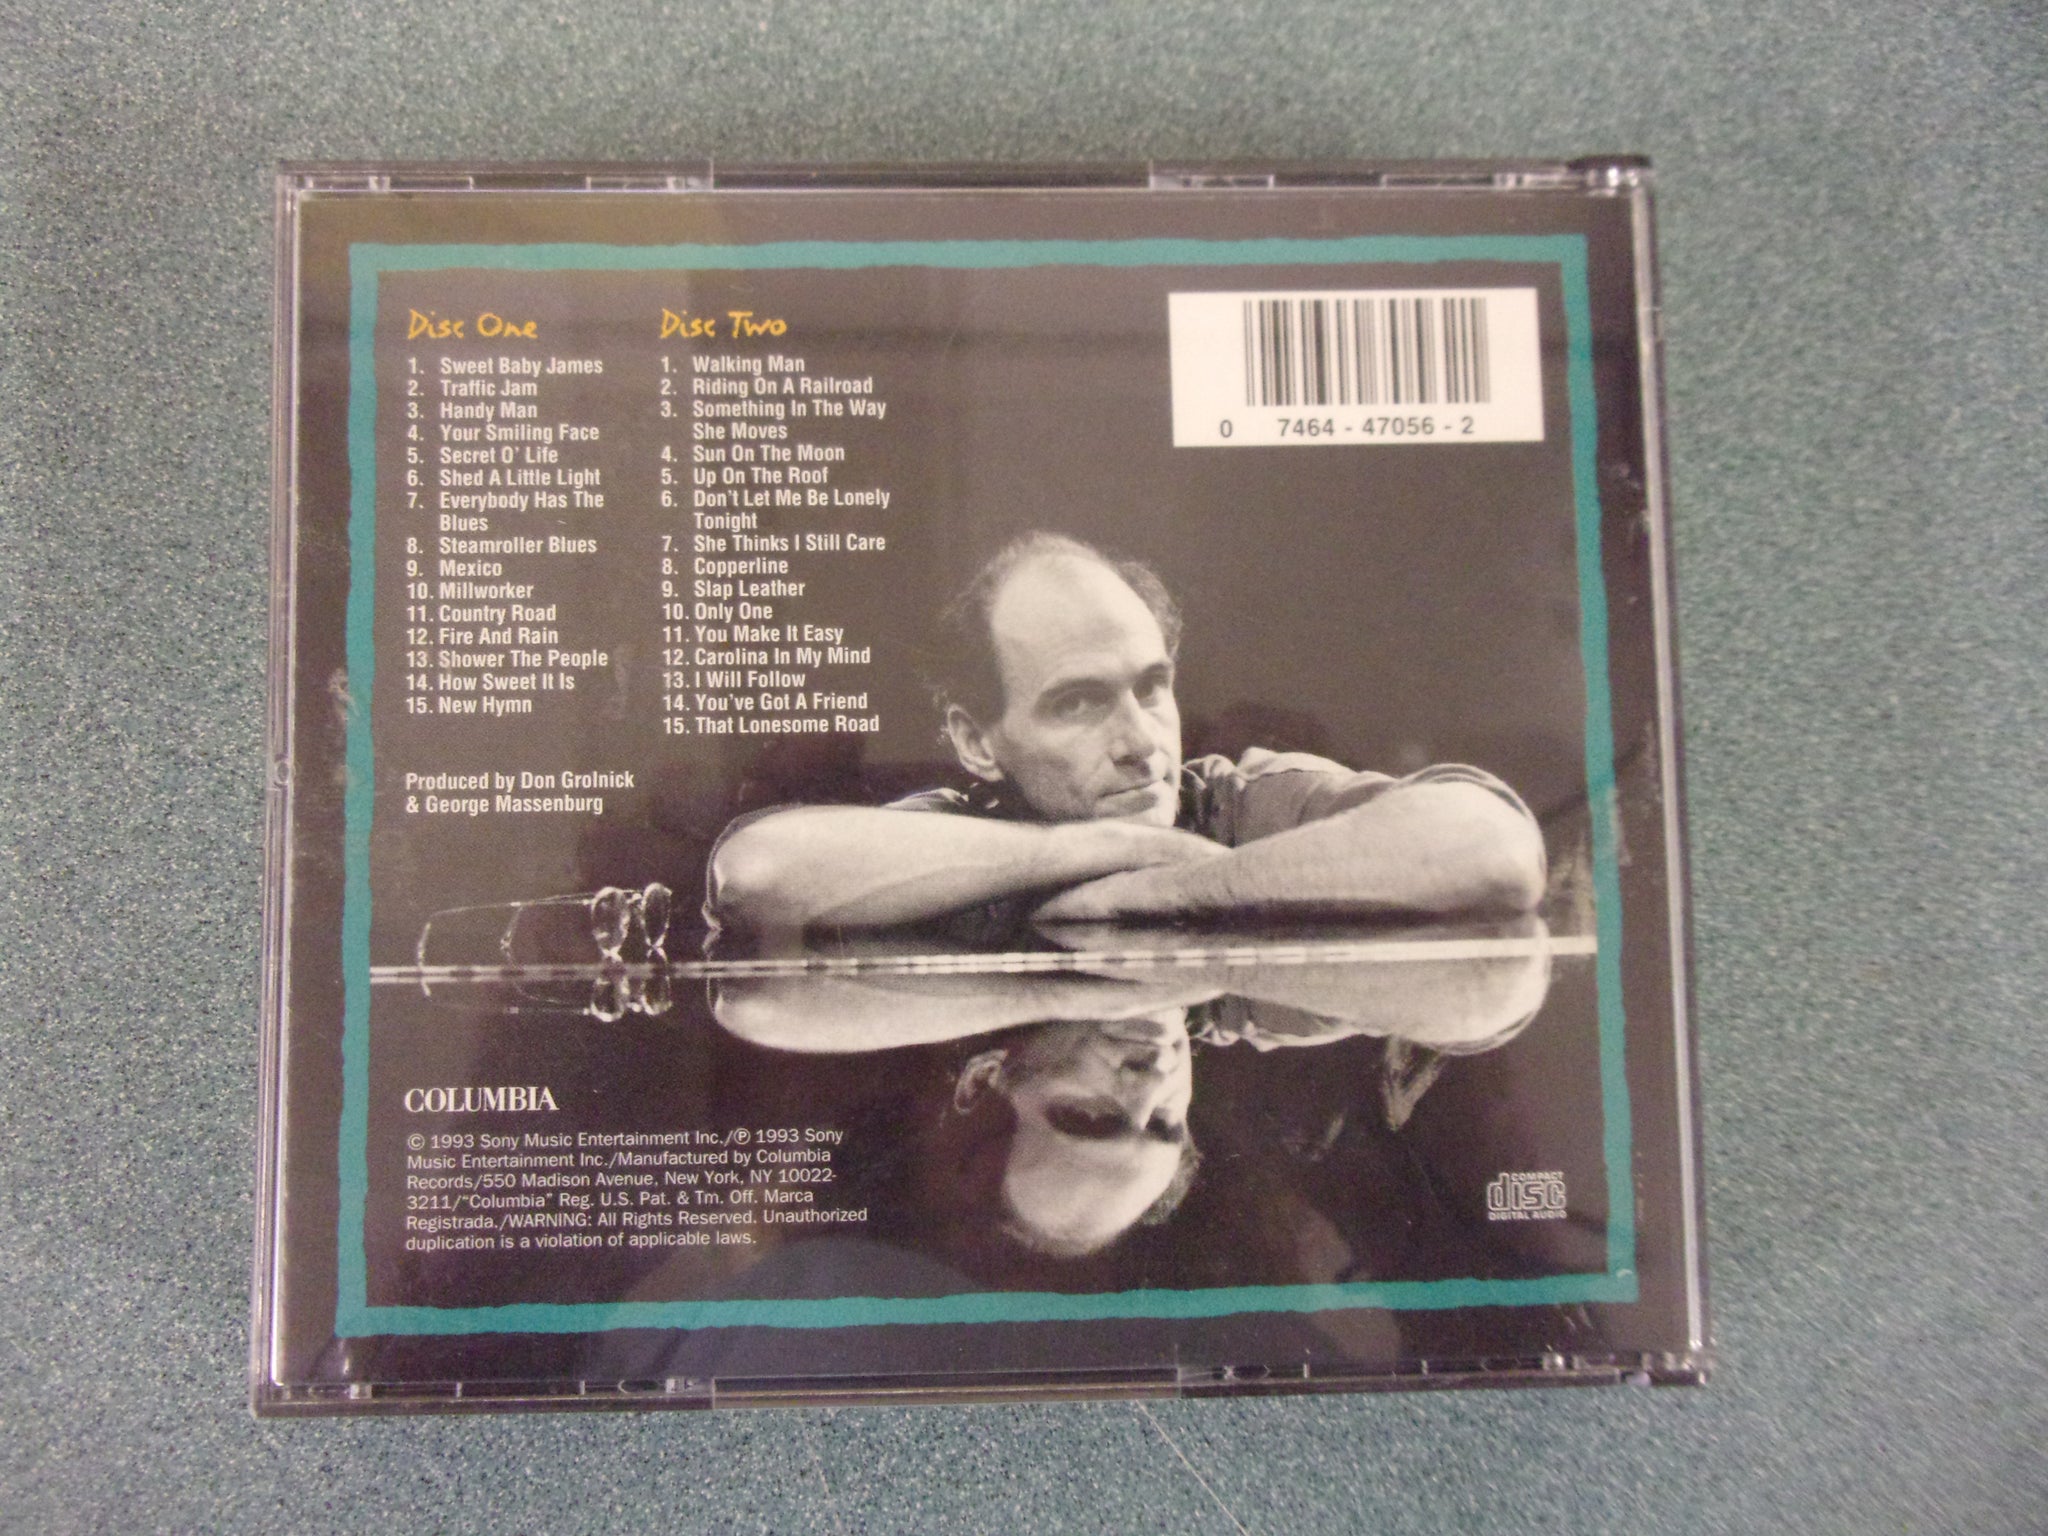 Disc One
1. Sweet Baby James
2. Traffic Jam
3. Handy Man
4. Your Smiling Face
5. Secret O' Life
6. Shed A Little Light
7. Everybody Has The
Blues
8. Steamroller Blues
9. Mexico
10. Millworker
11. Country Road
12. Fire And Rain
13. Shower The People
14. How Sweet It Is
15. New Hymn
Produced by Don Grolnick
& George Massenburg
Disc Two
1. Walking Man
2. Riding On A Railroad
3. Something In The Way
She Moves
4. Sun On The Moon
5. Up On The Roof
6. Don't Let Me Be Lonely
Tonight
7. She Thinks I Still Care
8. Copperline
9. Slap Leather
10. Only One
11. You Make It Easy
12. Carolina In My Mind
13. I Will Follow
14. You've Got A Friend
15. That Lonesome Road
0 7464 - 47056 - 2
COLUMBIA
© 1993 Sony Music Entertainment Inc./℗ 1993 Sony
Music Entertainment Inc./Manufactured by Columbia
Records/550 Madison Avenue, New York, NY 10022-
3211/"Columbia" Reg. U.S. Pat. & Tm. Off. Marca
Registrada./WARNING: All Rights Reserved. Unauthorized
duplication is a violation of applicable laws.
COMPACT
disc
DIGITAL AUDIO